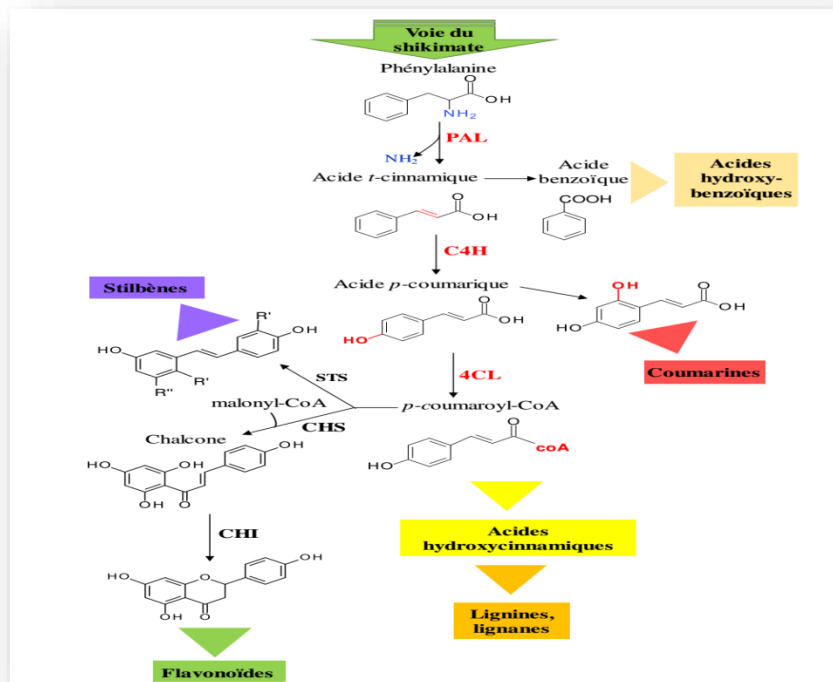 Voie du
shikimate
Phénylalanine
O
OH
NH2
PAL
NH2
Acide t-cinnamique
Acide
benzoïque
Acides
hydroxy-
benzoïques
O
OH
COOH
C4H
Acide p-coumarique
Stilbènes
R'
OH
HO
R'
R"
O
OH
HO
OH
O
OH
HO
Coumarines
4CL
STS
malonyl-CoA
p-coumaroyl-CoA
CHS
Chalcone
OH
HO
OH
OH
O
O
coA
HO
CHI
Acides
hydroxycinnamiques
OH
HO
O
OH
O
Lignines,
lignanes
Flavonoïdes